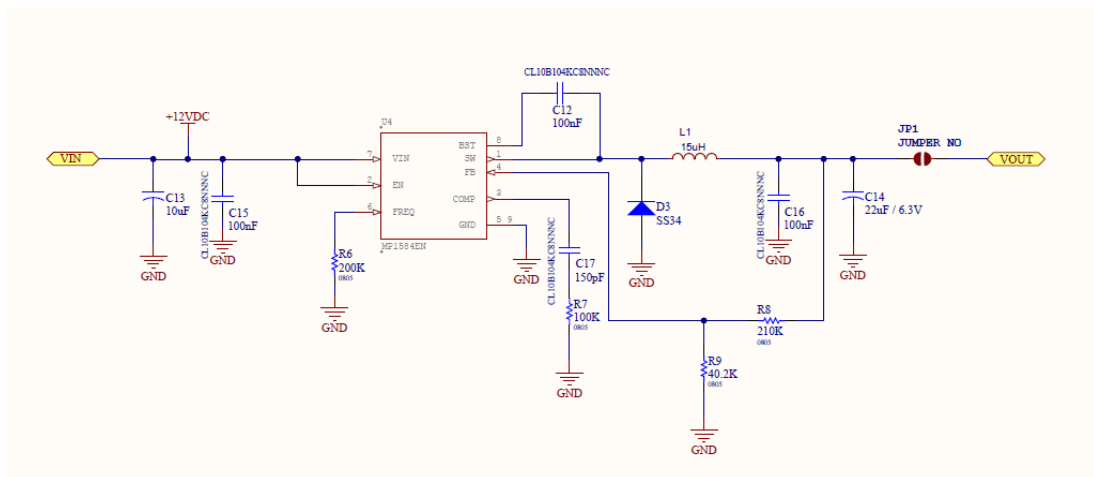 CL10B104KC8NNNC
C12
100nF
+12VDC
U4
BST
8
VIN
7
VIN
SW
1
FB
4
2
EN
COMP
3
6
FREQ
GND
5
9
MP1584EN
L1
15uH
JP1
JUMPER NO
VOUT
C13
10uF
CL10B104KC8NNNC
C15
100nF
GND
GND
R6
200K
0805
GND
GND
CL10B104KC8NNNC
C17
150pF
R7
100K
0805
GND
D3
SS34
GND
CL10B104KC8NNNC
C16
100nF
GND
C14
22uF / 6.3V
GND
R8
210K
0805
R9
40.2K
0805
GND